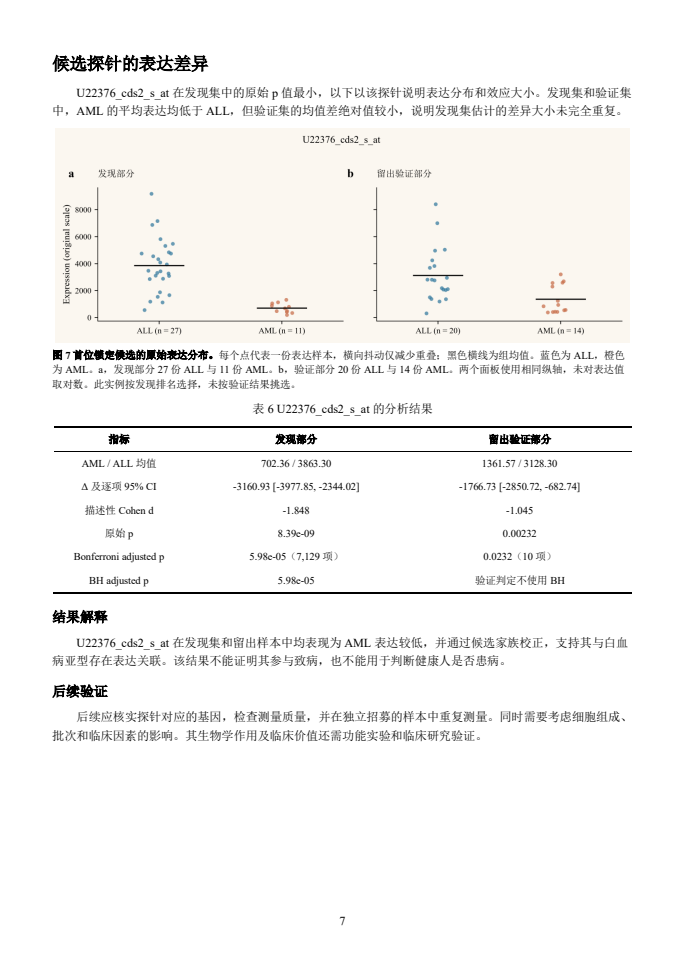 候选探针的表达差异
U22376_cds2_s_at 在发现集中的原始 p 值最小，以下以该探针说明表达分布和效应大小。发现集和验证集
中，AML 的平均表达均低于 ALL，但验证集的均值差绝对值较小，说明发现集估计的差异大小未完全重复。
U22376_cds2_s_at
a 发现部分
b 留出验证部分
Expression (original scale)
8000
6000
4000
2000
0
ALL (n = 27) AML (n = 11)
ALL (n = 20) AML (n = 14)
图 7 首位锁定候选的原始表达分布。每个点代表一份表达样本，横向抖动仅减少重叠；黑色横线为组均值。蓝色为 ALL，橙色
为 AML。a，发现部分 27 份 ALL 与 11 份 AML。b，验证部分 20 份 ALL 与 14 份 AML。两个面板使用相同纵轴，未对表达值
取对数。此实例按发现排名选择，未按验证结果挑选。
表 6 U22376_cds2_s_at 的分析结果
指标 发现部分 留出验证部分
AML / ALL 均值 702.36 / 3863.30 1361.57 / 3128.30
Δ 及逐项 95% CI -3160.93 [-3977.85, -2344.02] -1766.73 [-2850.72, -682.74]
描述性 Cohen d -1.848 -1.045
原始 p 8.39e-09 0.00232
Bonferroni adjusted p 5.98e-05（7,129 项） 0.0232（10 项）
BH adjusted p 5.98e-05 验证判定不使用 BH
结果解释
U22376_cds2_s_at 在发现集和留出样本中均表现为 AML 表达较低，并通过候选家族校正，支持其与白血
病亚型存在表达关联。该结果不能证明其参与致病，也不能用于判断健康人是否患病。
后续验证
后续应核实探针对应的基因，检查测量质量，并在独立招募的样本中重复测量。同时需要考虑细胞组成、
批次和临床因素的影响。其生物学作用及临床价值还需功能实验和临床研究验证。
7